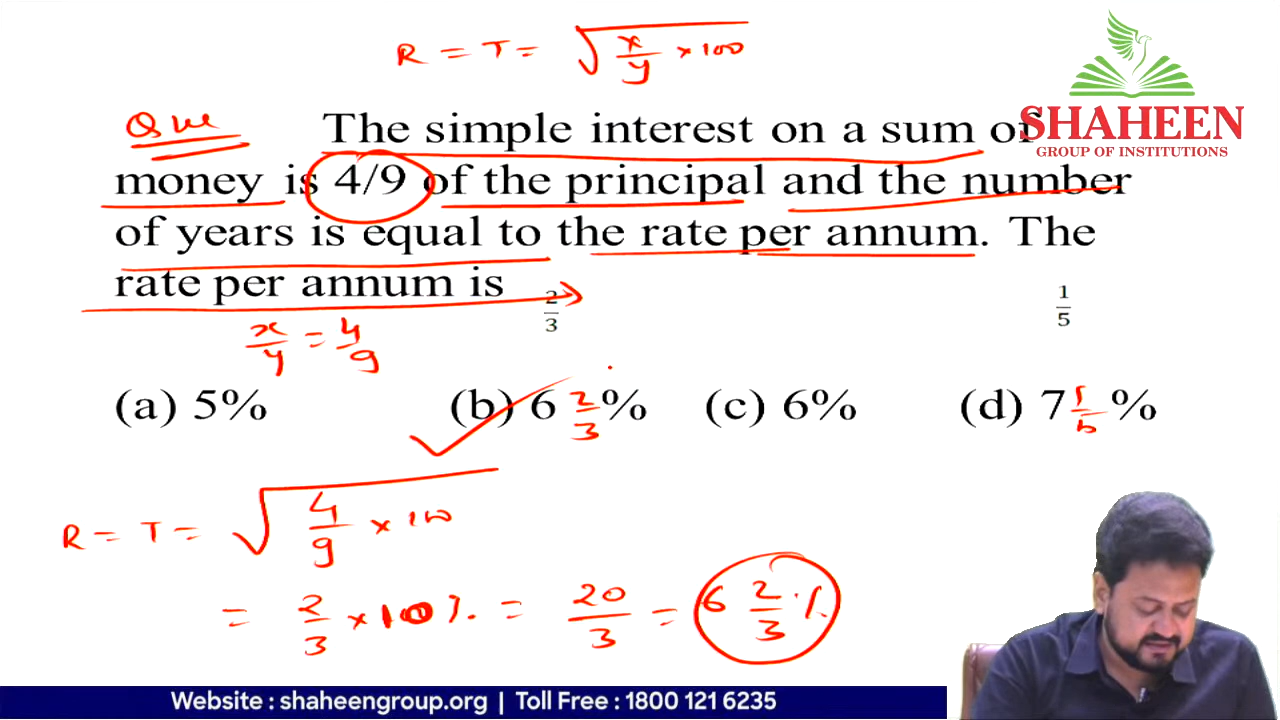 R = T = √x/y × 100
SHAHEEN
GROUP OF INSTITUTIONS
Que The simple interest on a sum of
money is 4/9 of the principal and the number
of years is equal to the rate per annum. The
rate per annum is
2/3
1/5
x/y = 4/9
(a) 5% (b) 6 2/3 % (c) 6% (d) 7 1/5 %
R = T = √4/9 × 100
= 2/3 × 10 %. = 20/3 = 6 2/3 %
Website : shaheengroup.org | Toll Free : 1800 121 6235